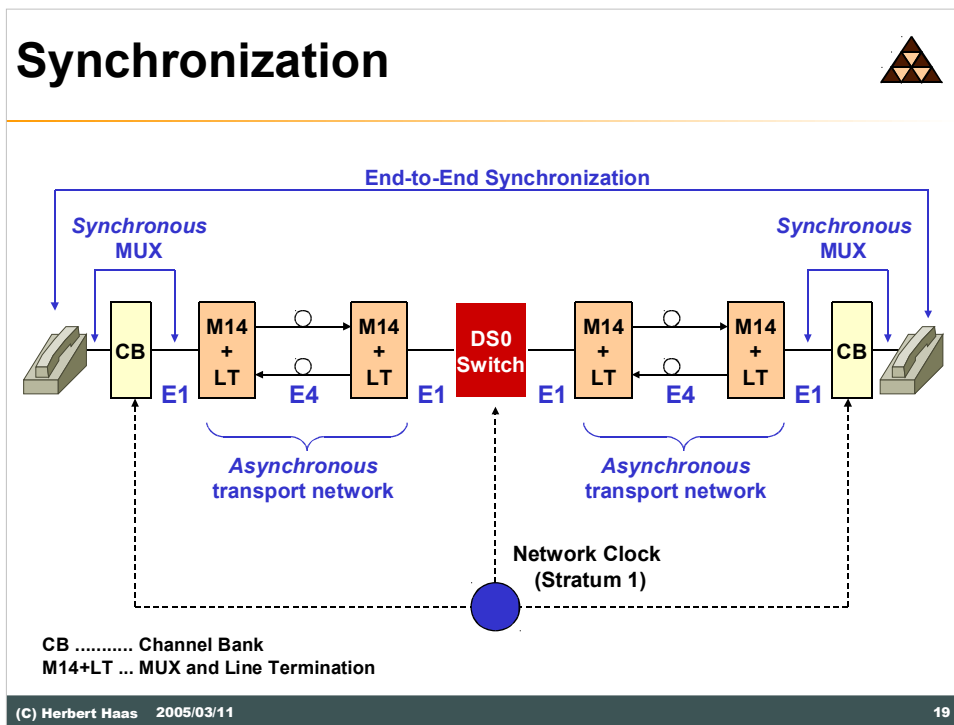 Synchronization
End-to-End Synchronization
Synchronous
MUX
Synchronous
MUX
CB
M14
+
LT
M14
+
LT
DS0
Switch
M14
+
LT
M14
+
LT
CB
E1
E4
E1
E1
E4
E1
Asynchronous
transport network
Asynchronous
transport network
Network Clock
(Stratum 1)
CB ........... Channel Bank
M14+LT ... MUX and Line Termination
(C) Herbert Haas 2005/03/11
19